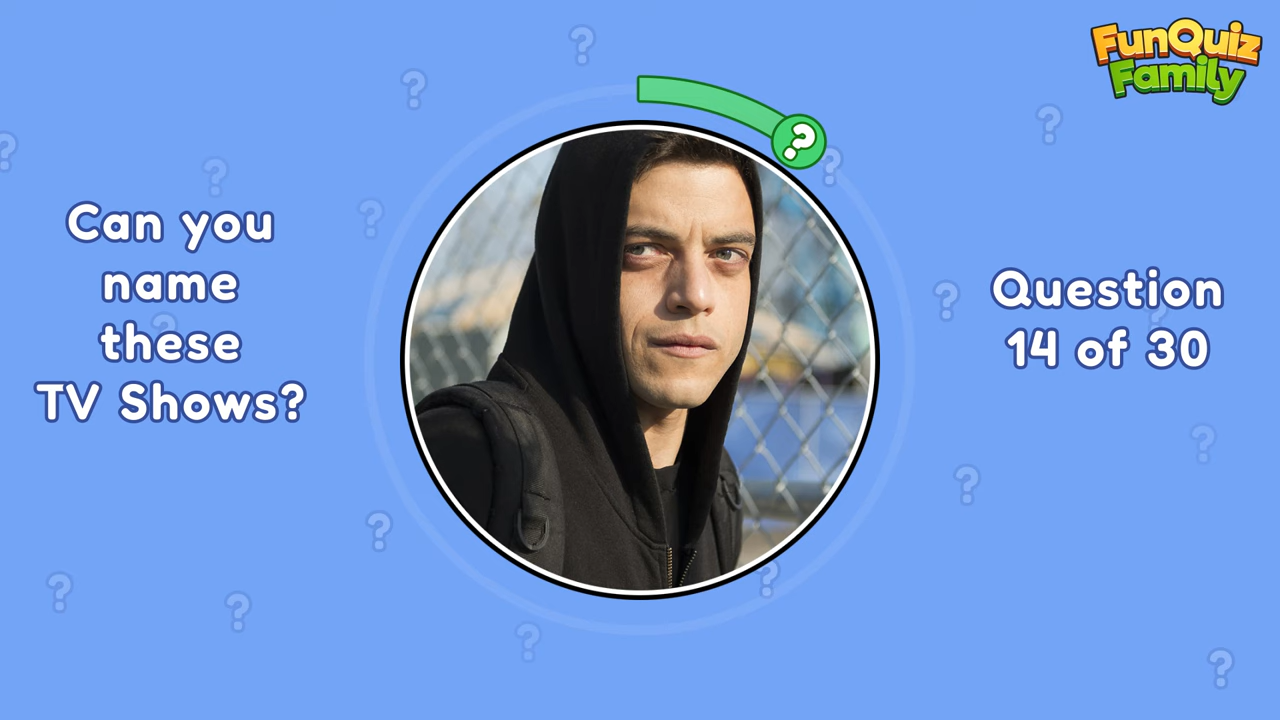 Can you
name
these
TV Shows?
FunQuiz
Family
Question
14 of 30